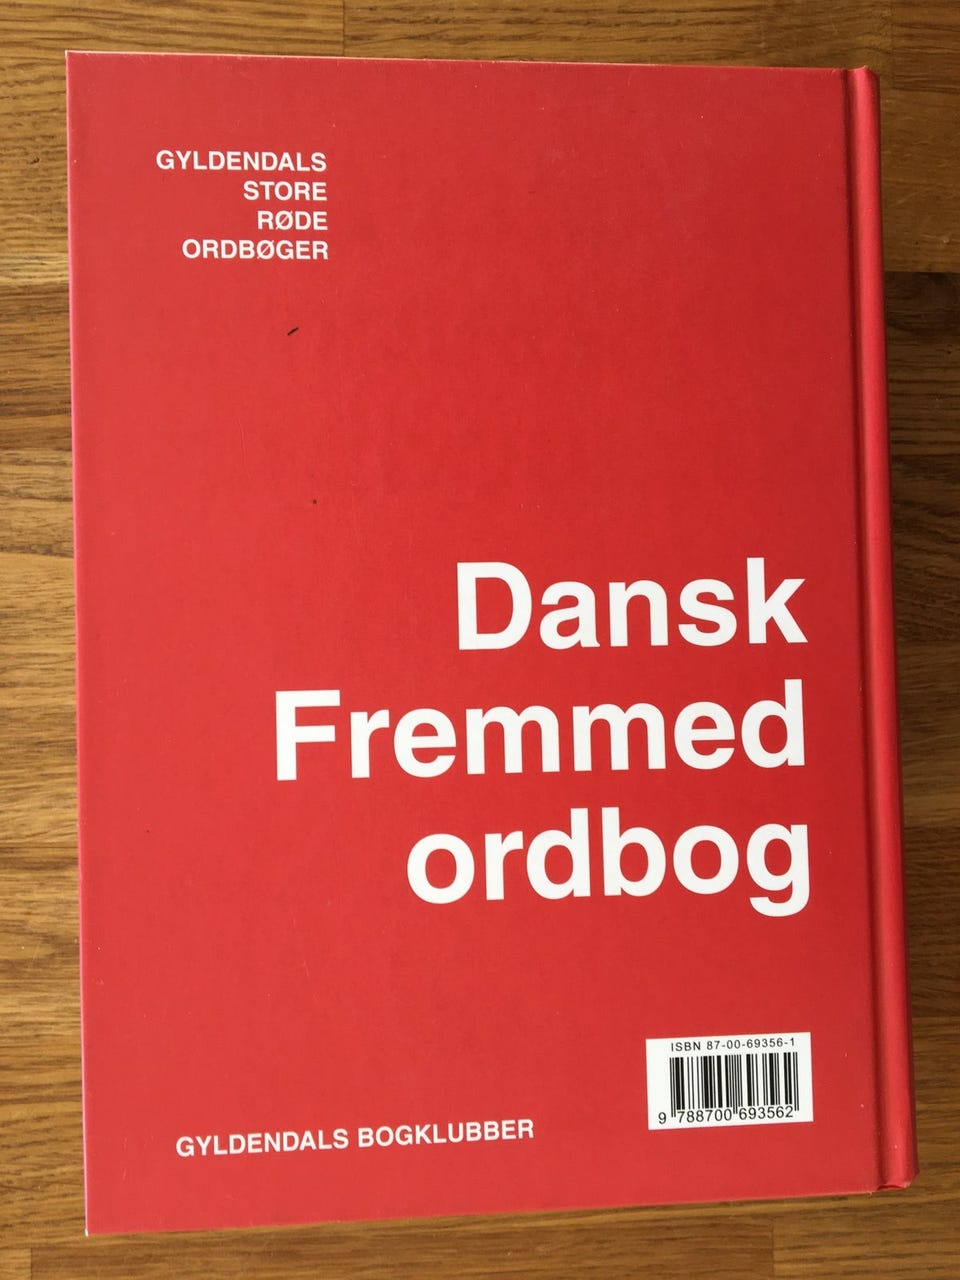 GYLDENDALS
STORE
RØDE
ORDBØGER
Dansk
Fremmed
ordbog
ISBN 87-00-69356-1
9 788700 693562
GYLDENDALS BOGKLUBBER